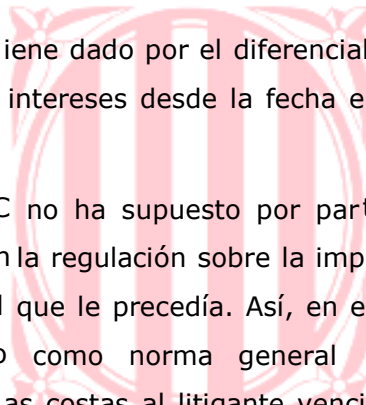 iene dado por el diferencial
intereses desde la fecha e
C no ha supuesto por part
n la regulación sobre la imp
l que le precedía. Así, en e
o como norma general
as costas al litigante venci